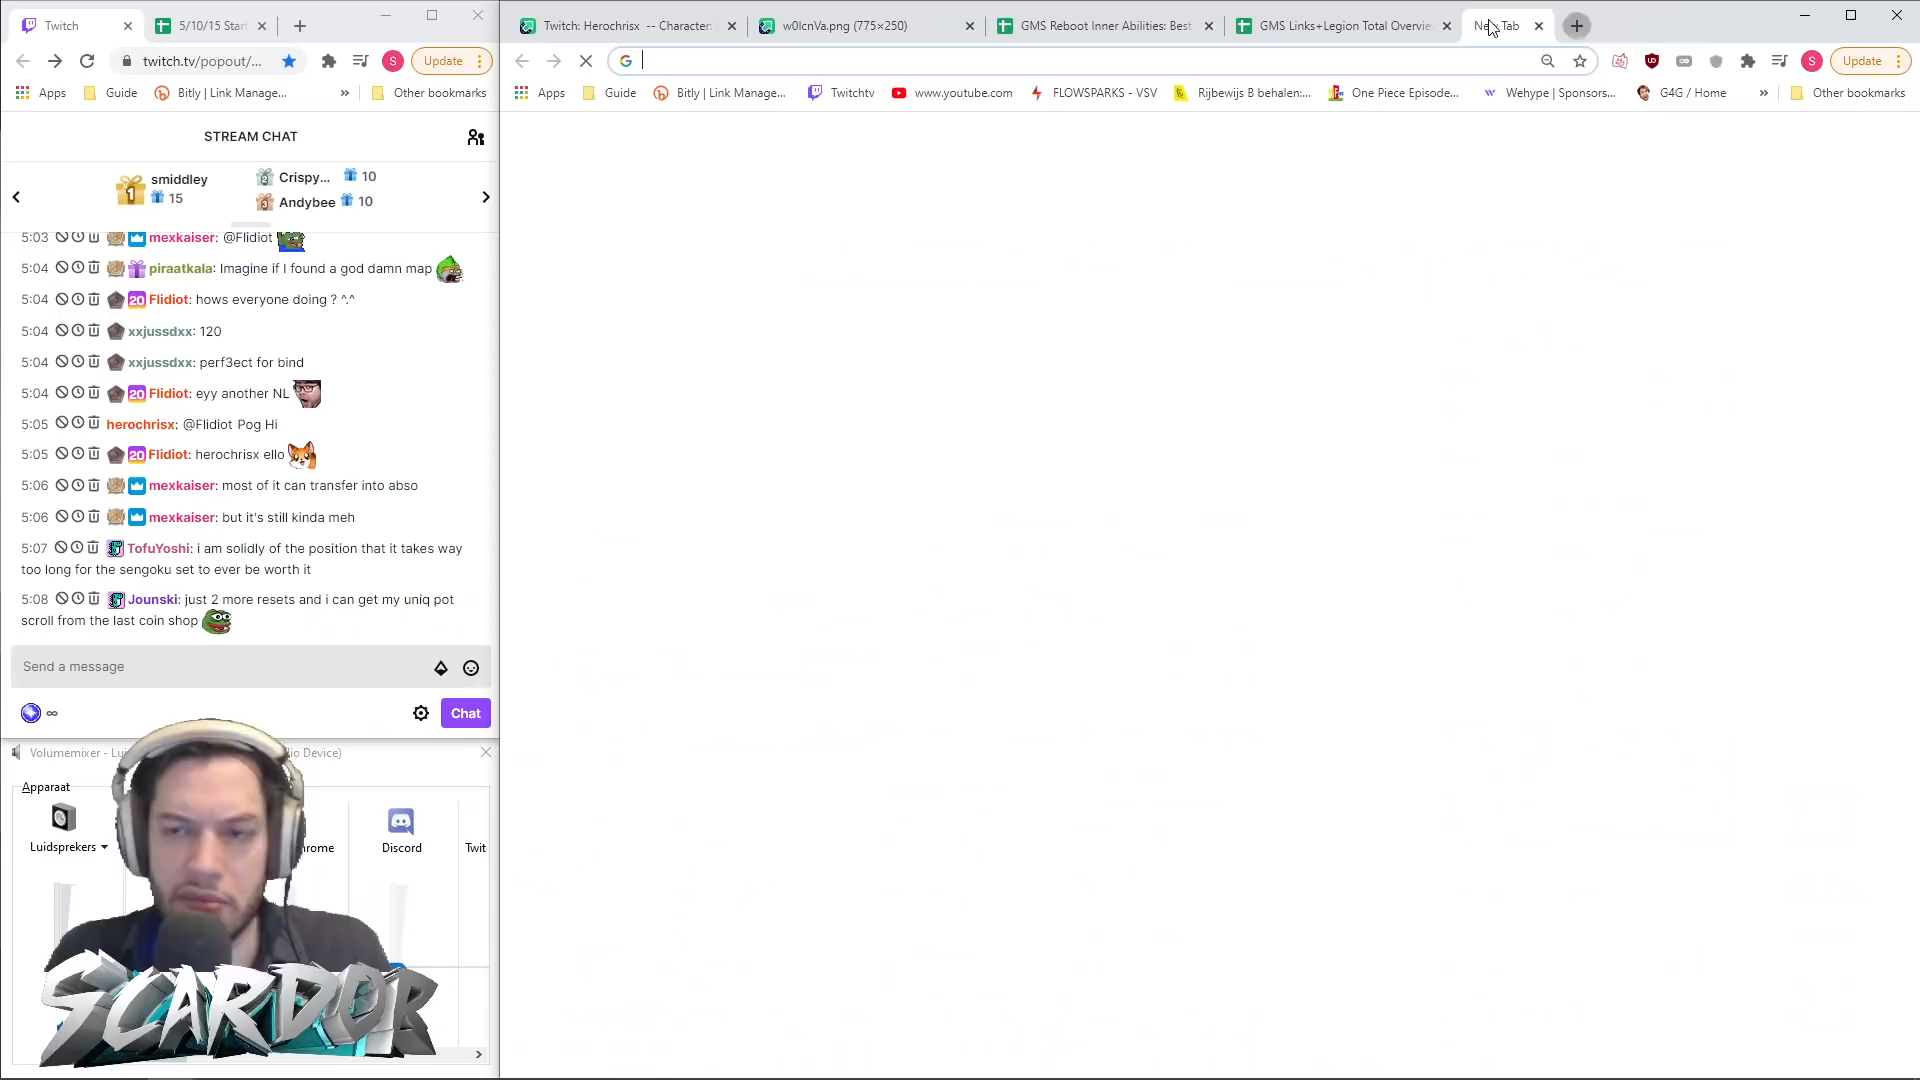 Twitch
5/10/15 Star
Twitch: Herochrisx -- Character:
w0lcnVa.png (775×250)
GMS Reboot Inner Abilities: Best
GMS Links+Legion Total Overvie
New Tab
twitch.tv/popout/...
S
Update
S
Update
Apps
Guide
Bitly | Link Manage...
»
Other bookmarks
Apps
Guide
Bitly | Link Manage...
Twitchtv
www.youtube.com
FLOWSPARKS - VSV
Rijbewijs B behalen:...
One Piece Episode...
Wehype | Sponsors...
G4G / Home
»
Other bookmarks
STREAM CHAT
1 smiddley
15
2 Crispy... 10
3 Andybee 10
5:03 mexkaiser: @Flidiot
5:04 piraatkala: Imagine if I found a god damn map
5:04 20 Flidiot: hows everyone doing ? ^.^
5:04 xxjussdxx: 120
5:04 xxjussdxx: perf3ect for bind
5:04 20 Flidiot: eyy another NL
5:05 herochrisx: @Flidiot Pog Hi
5:05 20 Flidiot: herochrisx ello
5:06 mexkaiser: most of it can transfer into abso
5:06 mexkaiser: but it's still kinda meh
5:07 TofuYoshi: i am solidly of the position that it takes way
too long for the sengoku set to ever be worth it
5:08 Jounski: just 2 more resets and i can get my uniq pot
scroll from the last coin shop
Send a message
∞
Chat
Volumemixer - Lui
io Device)
Apparaat
Luidsprekers
hrome
Discord
Twit
SCARDOR